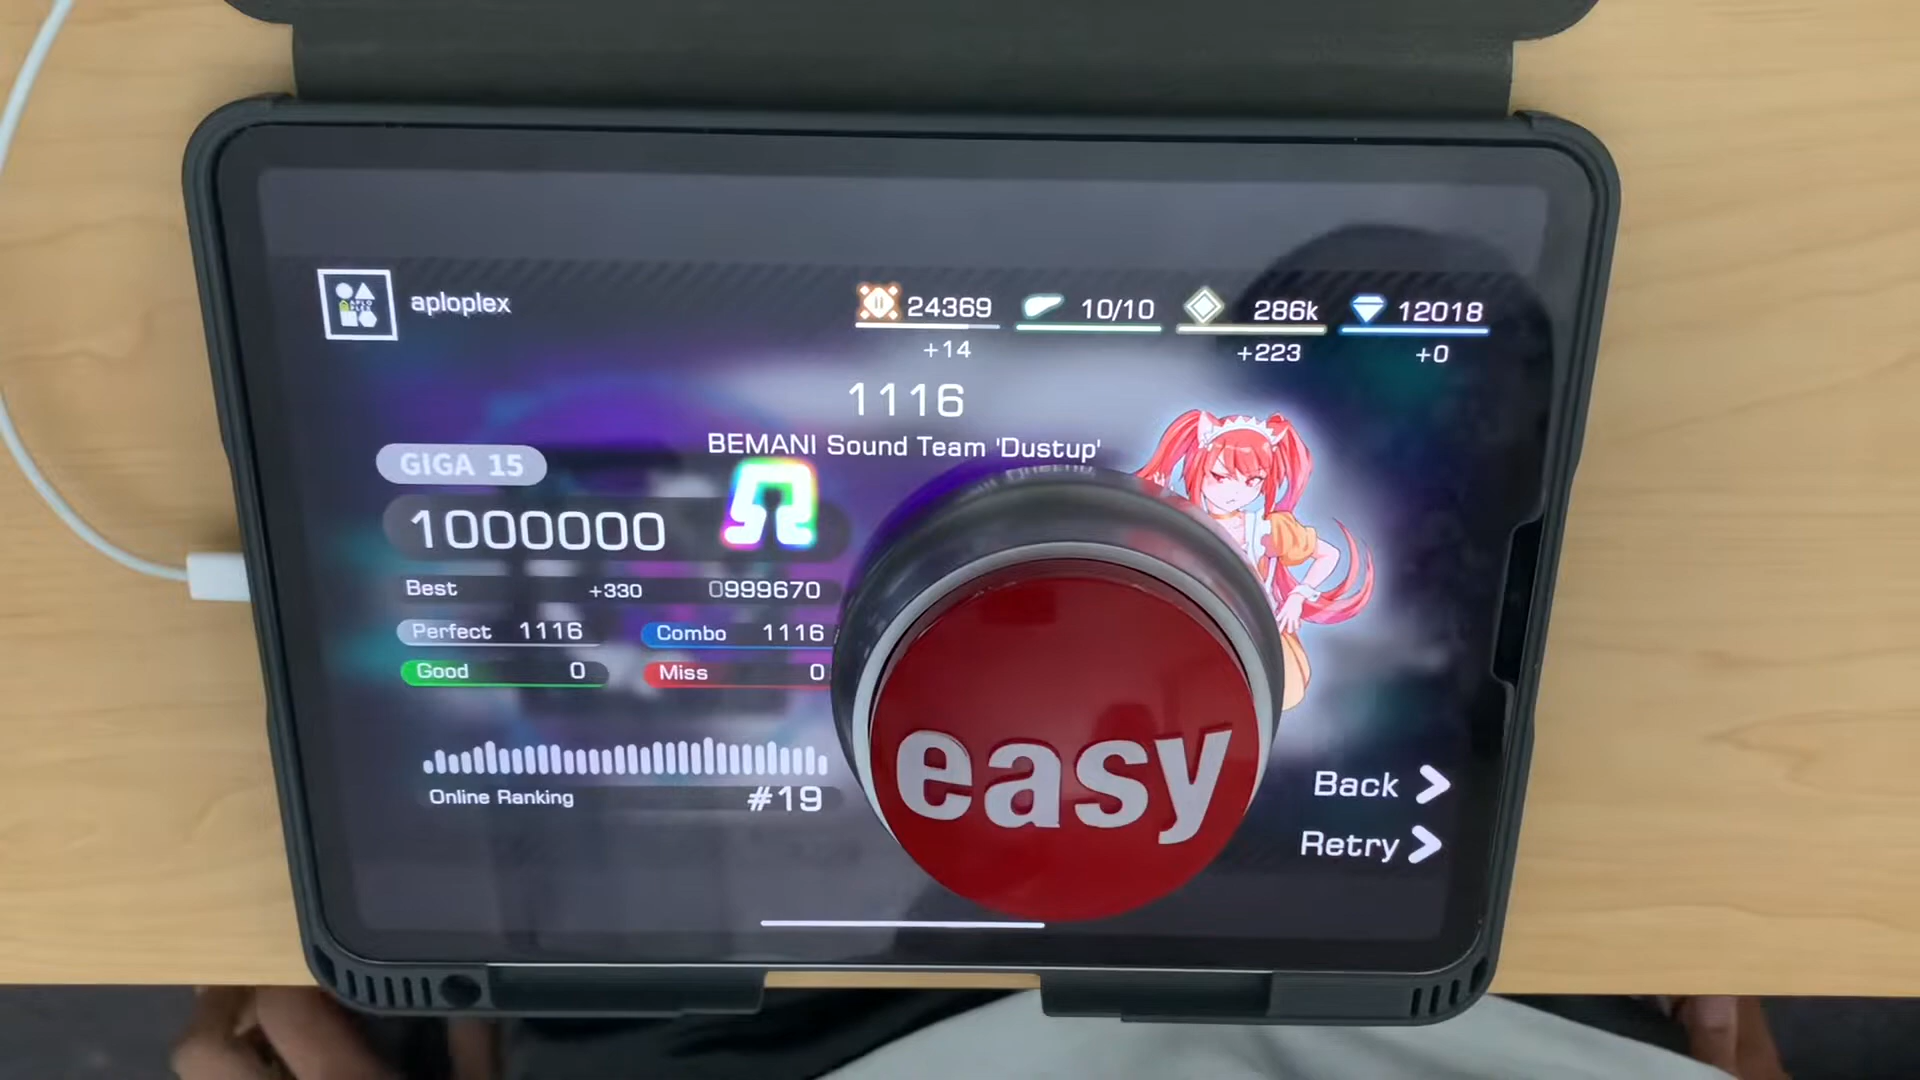 aploplex
24369 10/10 286k 12018
+14 +223 +0
1116
BEMANI Sound Team 'Dustup'
GIGA 15
1000000
Best +330 0999670
Perfect 1116 Combo 1116
Good 0 Miss 0
Online Ranking #19
easy
Back
Retry